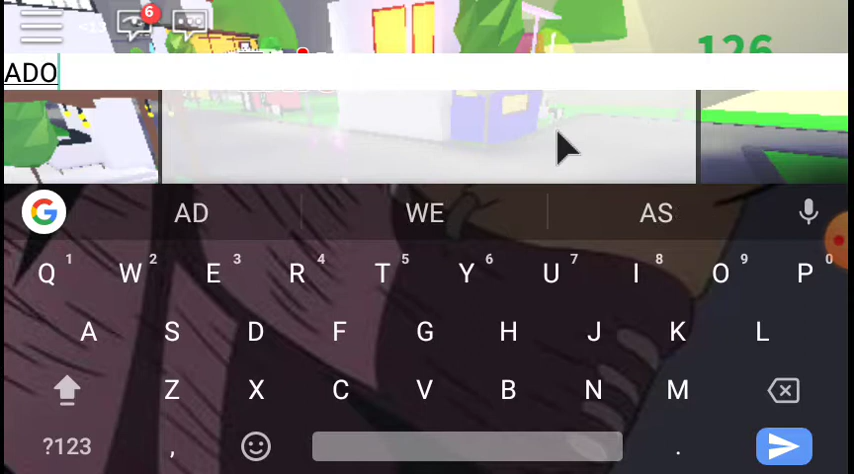 6
126
ADO
AD WE AS
Q 1 W 2 E 3 R 4 T 5 Y 6 U 7 I 8 O 9 P 0
A S D F G H J K L
Z X C V B N M
?123 , .